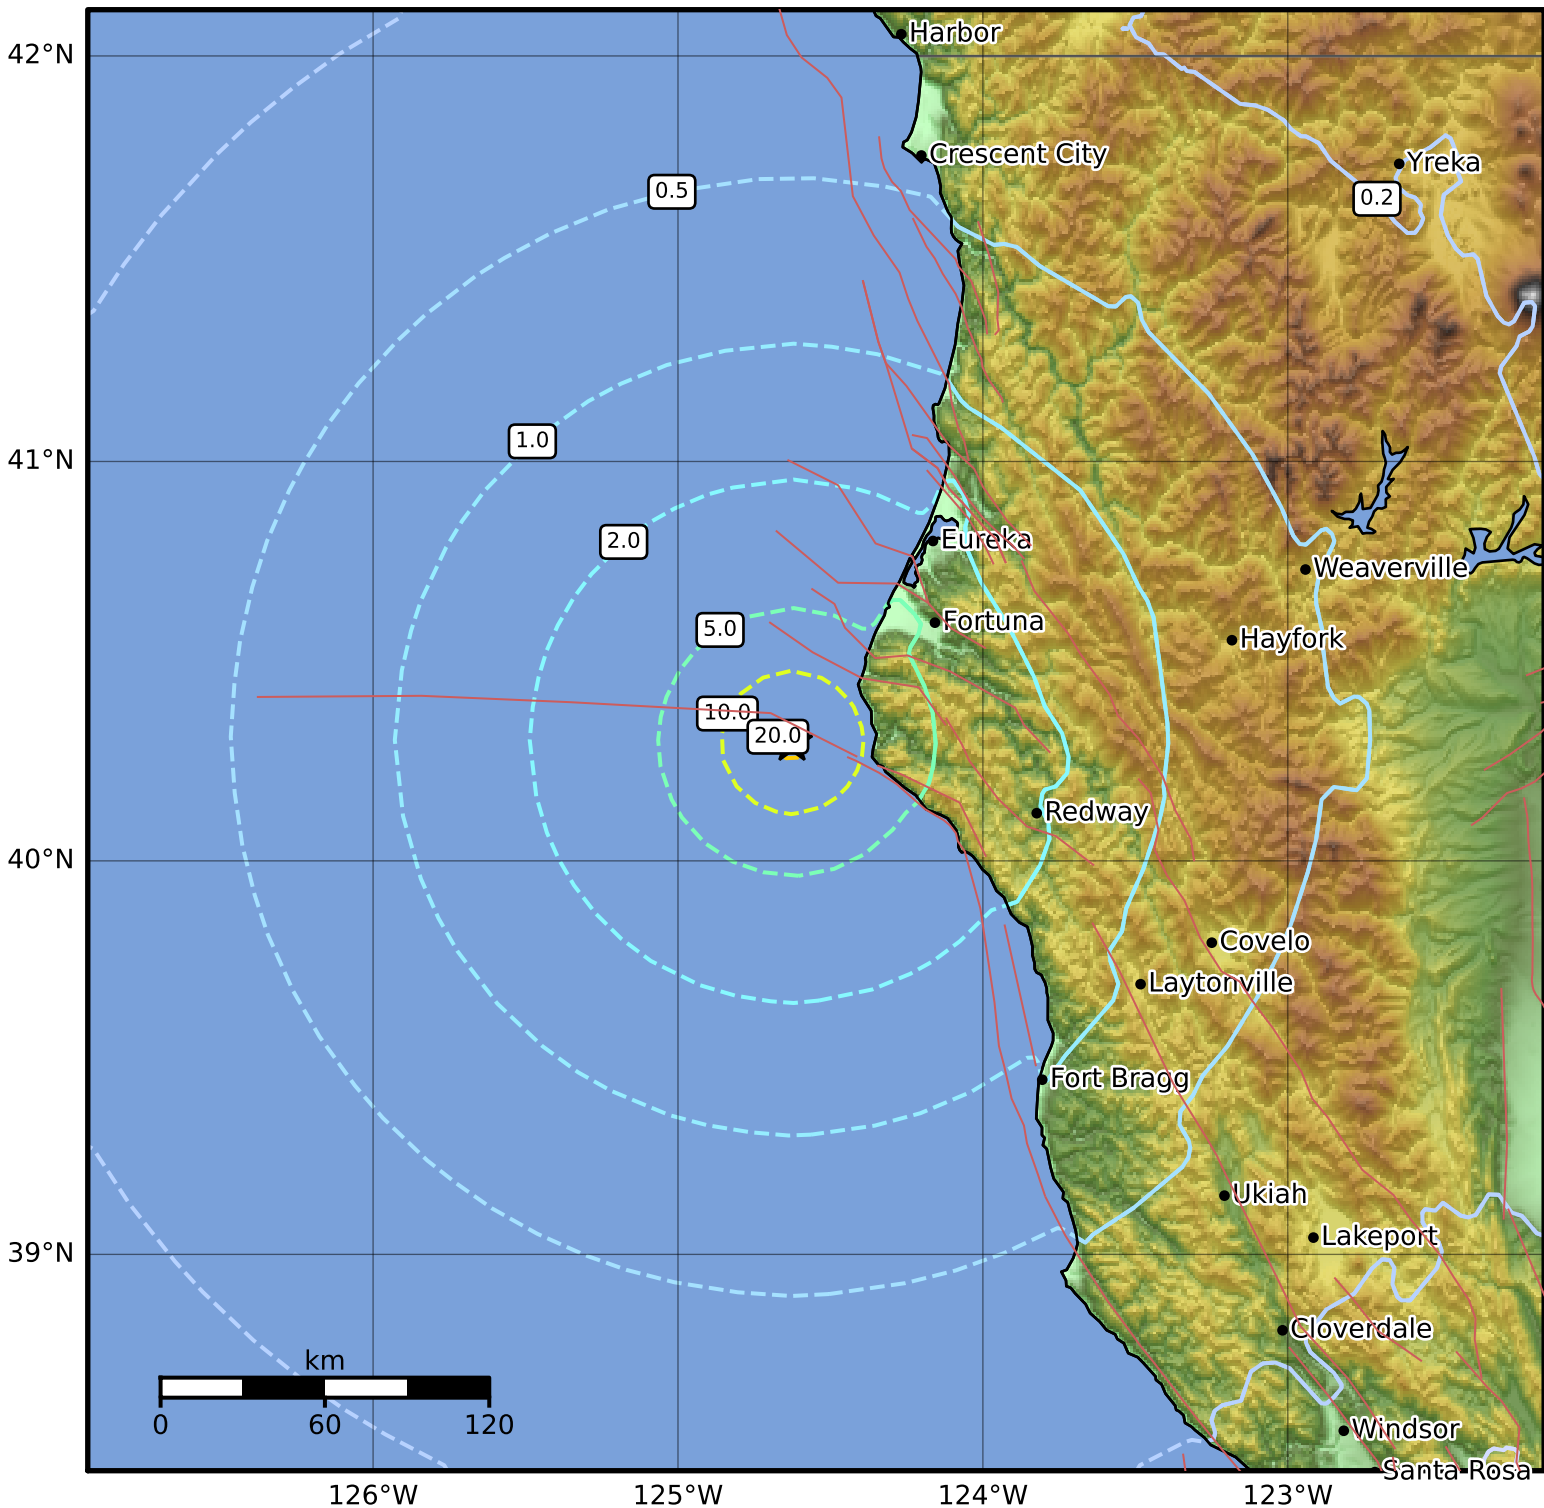 Harbor
42°N
Crescent City
Yreka
0.5
0.2
1.0
41°N
2.0
Eureka
Weaverville
Fortuna
5.0
Hayfork
10.0
20.0
Redway
40°N
Covelo
Laytonville
Fort Bragg
Ukiah
Lakeport
39°N
Cloverdale
km
0 60 120
Windsor
Santa Rosa
126°W 125°W 124°W 123°W